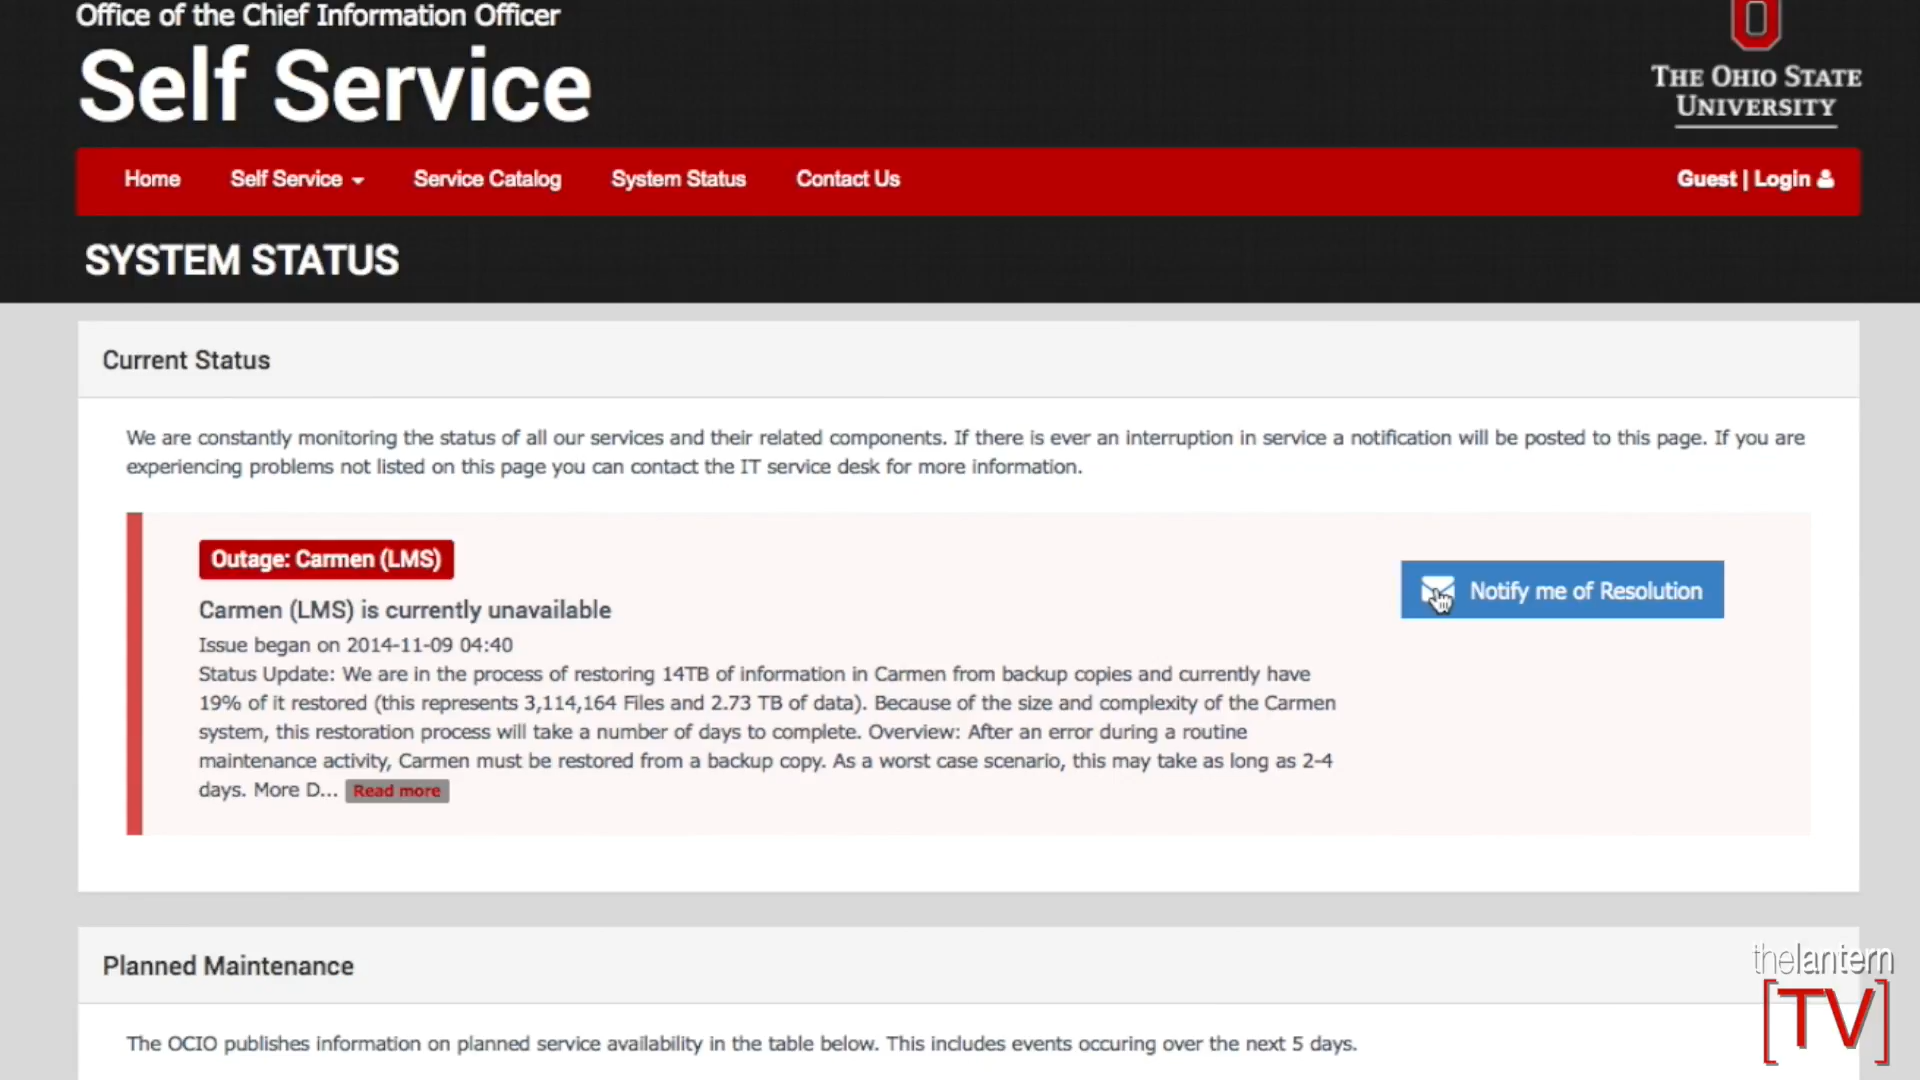 Office of the Chief Information Officer
Self Service
THE OHIO STATE
UNIVERSITY
Home Self Service Service Catalog System Status Contact Us Guest | Login
SYSTEM STATUS
Current Status
We are constantly monitoring the status of all our services and their related components. If there is ever an interruption in service a notification will be posted to this page. If you are
experiencing problems not listed on this page you can contact the IT service desk for more information.
Outage: Carmen (LMS)
Notify me of Resolution
Carmen (LMS) is currently unavailable
Issue began on 2014-11-09 04:40
Status Update: We are in the process of restoring 14TB of information in Carmen from backup copies and currently have
19% of it restored (this represents 3,114,164 Files and 2.73 TB of data). Because of the size and complexity of the Carmen
system, this restoration process will take a number of days to complete. Overview: After an error during a routine
maintenance activity, Carmen must be restored from a backup copy. As a worst case scenario, this may take as long as 2-4
days. More D... Read more
Planned Maintenance
The OCIO publishes information on planned service availability in the table below. This includes events occuring over the next 5 days.
thelantern
[TV]